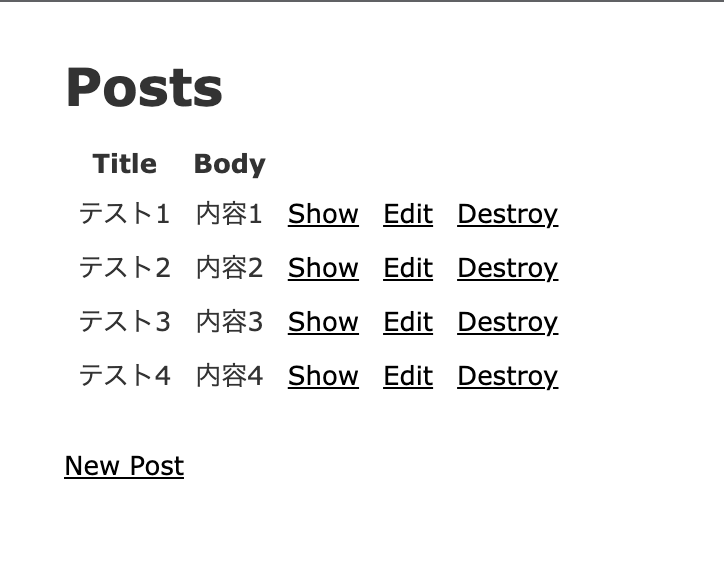 Posts
Title Body
テスト1 内容1 Show Edit Destroy
テスト2 内容2 Show Edit Destroy
テスト3 内容3 Show Edit Destroy
テスト4 内容4 Show Edit Destroy
New Post